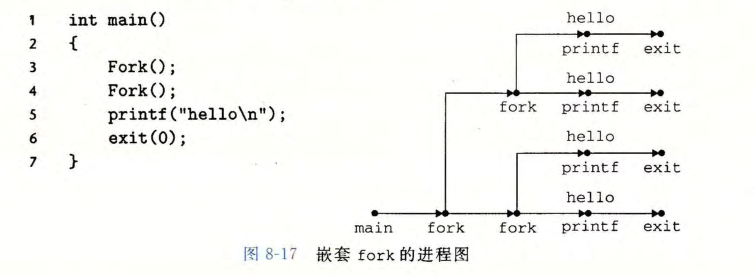 1 int main()
2 {
3 Fork();
4 Fork();
5 printf("hello\n");
6 exit(0);
7 }
hello
printf exit
hello
fork printf exit
hello
printf exit
hello
main fork fork printf exit
图 8-17 嵌套 fork 的进程图